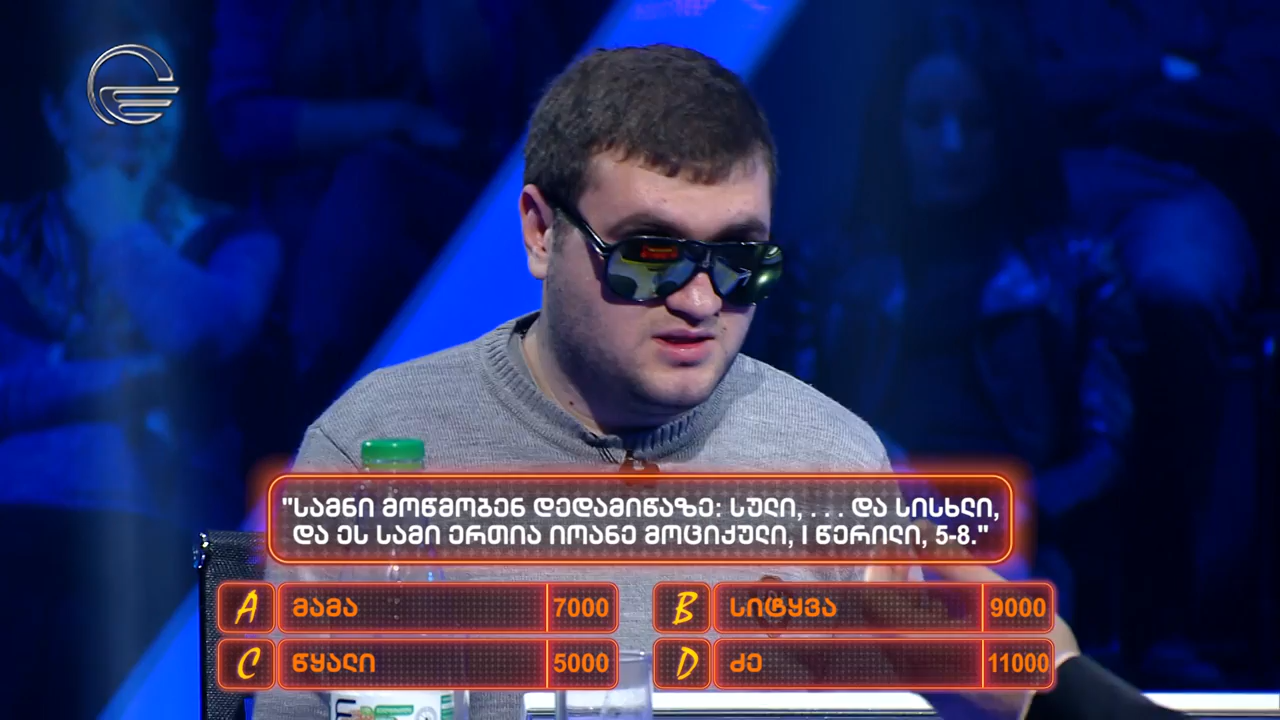 "სამნი მოწმობენ დედამიწაზე: სული, . . . და სისხლი,
და ეს სამი ერთია იოანე მოციქული, I წერილი, 5-8."
A მამა 7000
B სიტყვა 9000
C წყალი 5000
D ძე 11000